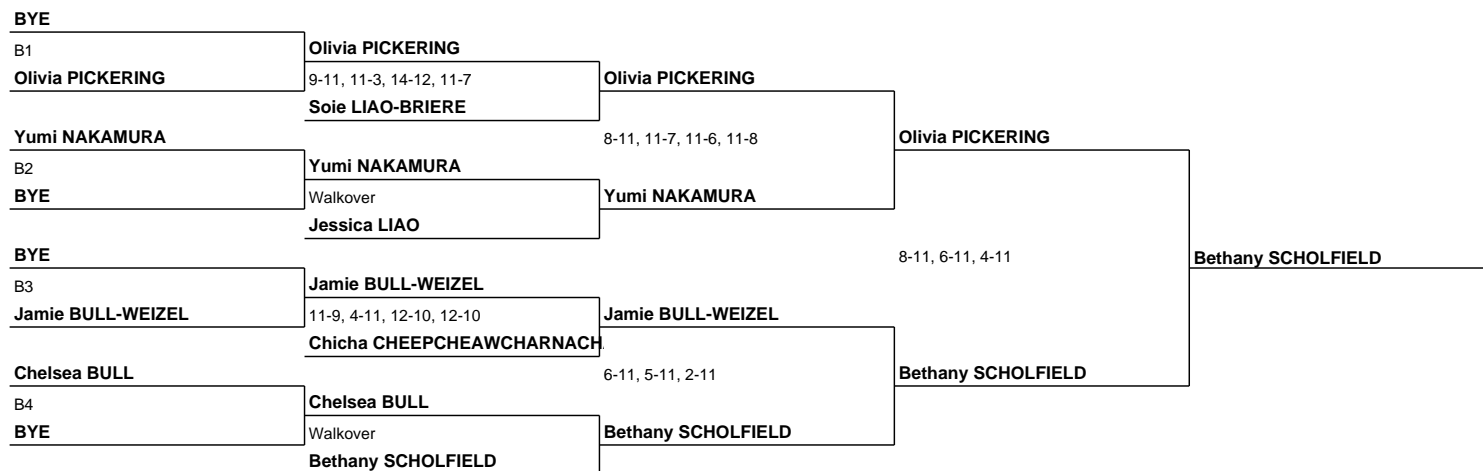 BYE
B1
Olivia PICKERING
Olivia PICKERING
9-11, 11-3, 14-12, 11-7
Olivia PICKERING
Soie LIAO-BRIERE
Yumi NAKAMURA
8-11, 11-7, 11-6, 11-8
Olivia PICKERING
B2
Yumi NAKAMURA
BYE
Walkover
Yumi NAKAMURA
Jessica LIAO
BYE
8-11, 6-11, 4-11
Bethany SCHOLFIELD
B3
Jamie BULL-WEIZEL
Jamie BULL-WEIZEL
11-9, 4-11, 12-10, 12-10
Jamie BULL-WEIZEL
Chicha CHEEPCHEAWCHARNACH
Chelsea BULL
6-11, 5-11, 2-11
Bethany SCHOLFIELD
B4
Chelsea BULL
BYE
Walkover
Bethany SCHOLFIELD
Bethany SCHOLFIELD